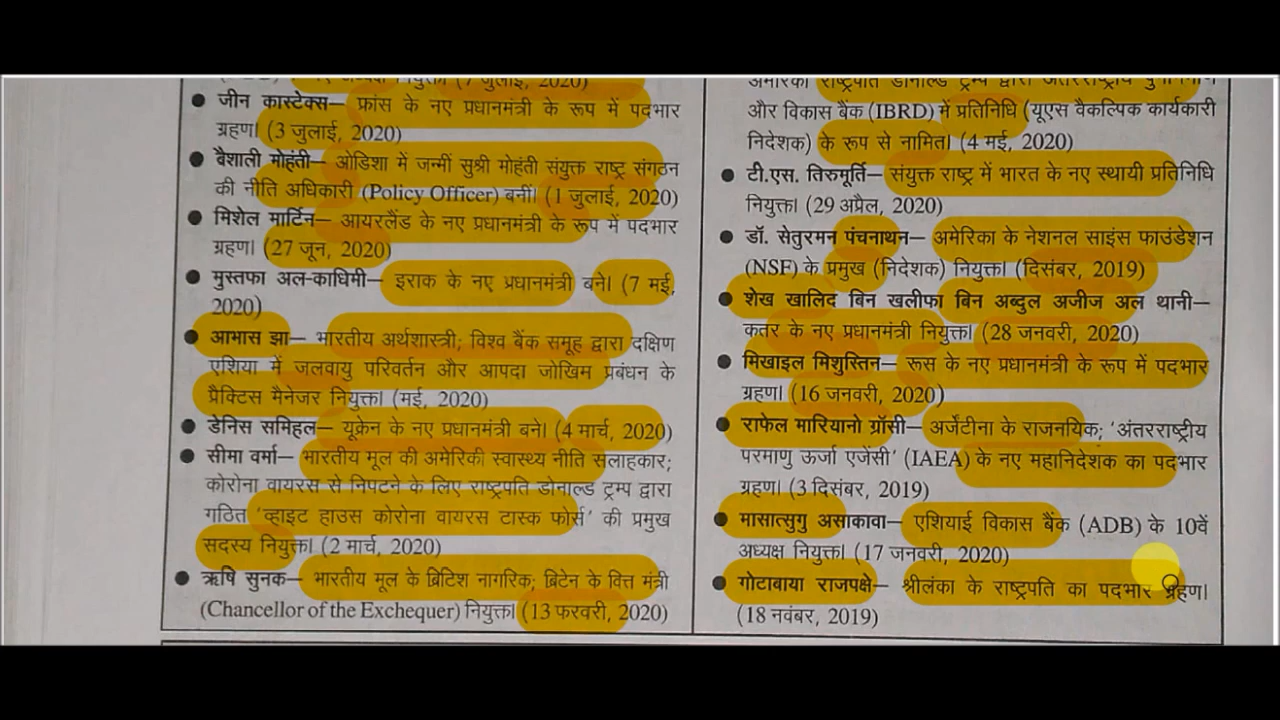 नियुक्त। (7 जुलाई, 2020)
● जीन कास्टेक्स– फ्रांस के नए प्रधानमंत्री के रूप में पदभार
ग्रहण। (3 जुलाई, 2020)
● बैशाली मोहंती– ओडिशा में जन्मीं सुश्री मोहंती संयुक्त राष्ट्र संगठन
की नीति अधिकारी (Policy Officer) बनीं। (1 जुलाई, 2020)
● मिशेल मार्टिन– आयरलैंड के नए प्रधानमंत्री के रूप में पदभार
ग्रहण। (27 जून, 2020)
● मुस्तफा अल-काधिमी– इराक के नए प्रधानमंत्री बने। (7 मई,
2020)
● आभास झा– भारतीय अर्थशास्त्री; विश्व बैंक समूह द्वारा दक्षिण
एशिया में जलवायु परिवर्तन और आपदा जोखिम प्रबंधन के
प्रैक्टिस मैनेजर नियुक्त। (मई, 2020)
● डेनिस समिहल– यूक्रेन के नए प्रधानमंत्री बने। (4 मार्च, 2020)
● सीमा वर्मा– भारतीय मूल की अमेरिकी स्वास्थ्य नीति सलाहकार;
कोरोना वायरस से निपटने के लिए राष्ट्रपति डोनाल्ड ट्रम्प द्वारा
गठित 'व्हाइट हाउस कोरोना वायरस टास्क फोर्स' की प्रमुख
सदस्य नियुक्त। (2 मार्च, 2020)
● ऋषि सुनक– भारतीय मूल के ब्रिटिश नागरिक; ब्रिटेन के वित्त मंत्री
(Chancellor of the Exchequer) नियुक्त। (13 फरवरी, 2020)
राष्ट्रपति डोनाल्ड ट्रम्प द्वारा
और विकास बैंक (IBRD) में प्रतिनिधि (यूएस वैकल्पिक कार्यकारी
निदेशक) के रूप से नामित। (4 मई, 2020)
● टी.एस. तिरुमूर्ति– संयुक्त राष्ट्र में भारत के नए स्थायी प्रतिनिधि
नियुक्त। (29 अप्रैल, 2020)
● डॉ. सेतुरमन पंचनाथन– अमेरिका के नेशनल साइंस फाउंडेशन
(NSF) के प्रमुख (निदेशक) नियुक्त। (दिसंबर, 2019)
● शेख खालिद बिन खलीफा बिन अब्दुल अजीज अल थानी–
कतर के नए प्रधानमंत्री नियुक्त। (28 जनवरी, 2020)
● मिखाइल मिशुस्तिन– रूस के नए प्रधानमंत्री के रूप में पदभार
ग्रहण। (16 जनवरी, 2020)
● राफेल मारियानो ग्रॉसी– अर्जेंटीना के राजनयिक; 'अंतरराष्ट्रीय
परमाणु ऊर्जा एजेंसी' (IAEA) के नए महानिदेशक का पदभार
ग्रहण। (3 दिसंबर, 2019)
● मासात्सुगु असाकावा– एशियाई विकास बैंक (ADB) के 10वें
अध्यक्ष नियुक्त। (17 जनवरी, 2020)
● गोटाबाया राजपक्षे– श्रीलंका के राष्ट्रपति का पदभार ग्रहण।
(18 नवंबर, 2019)